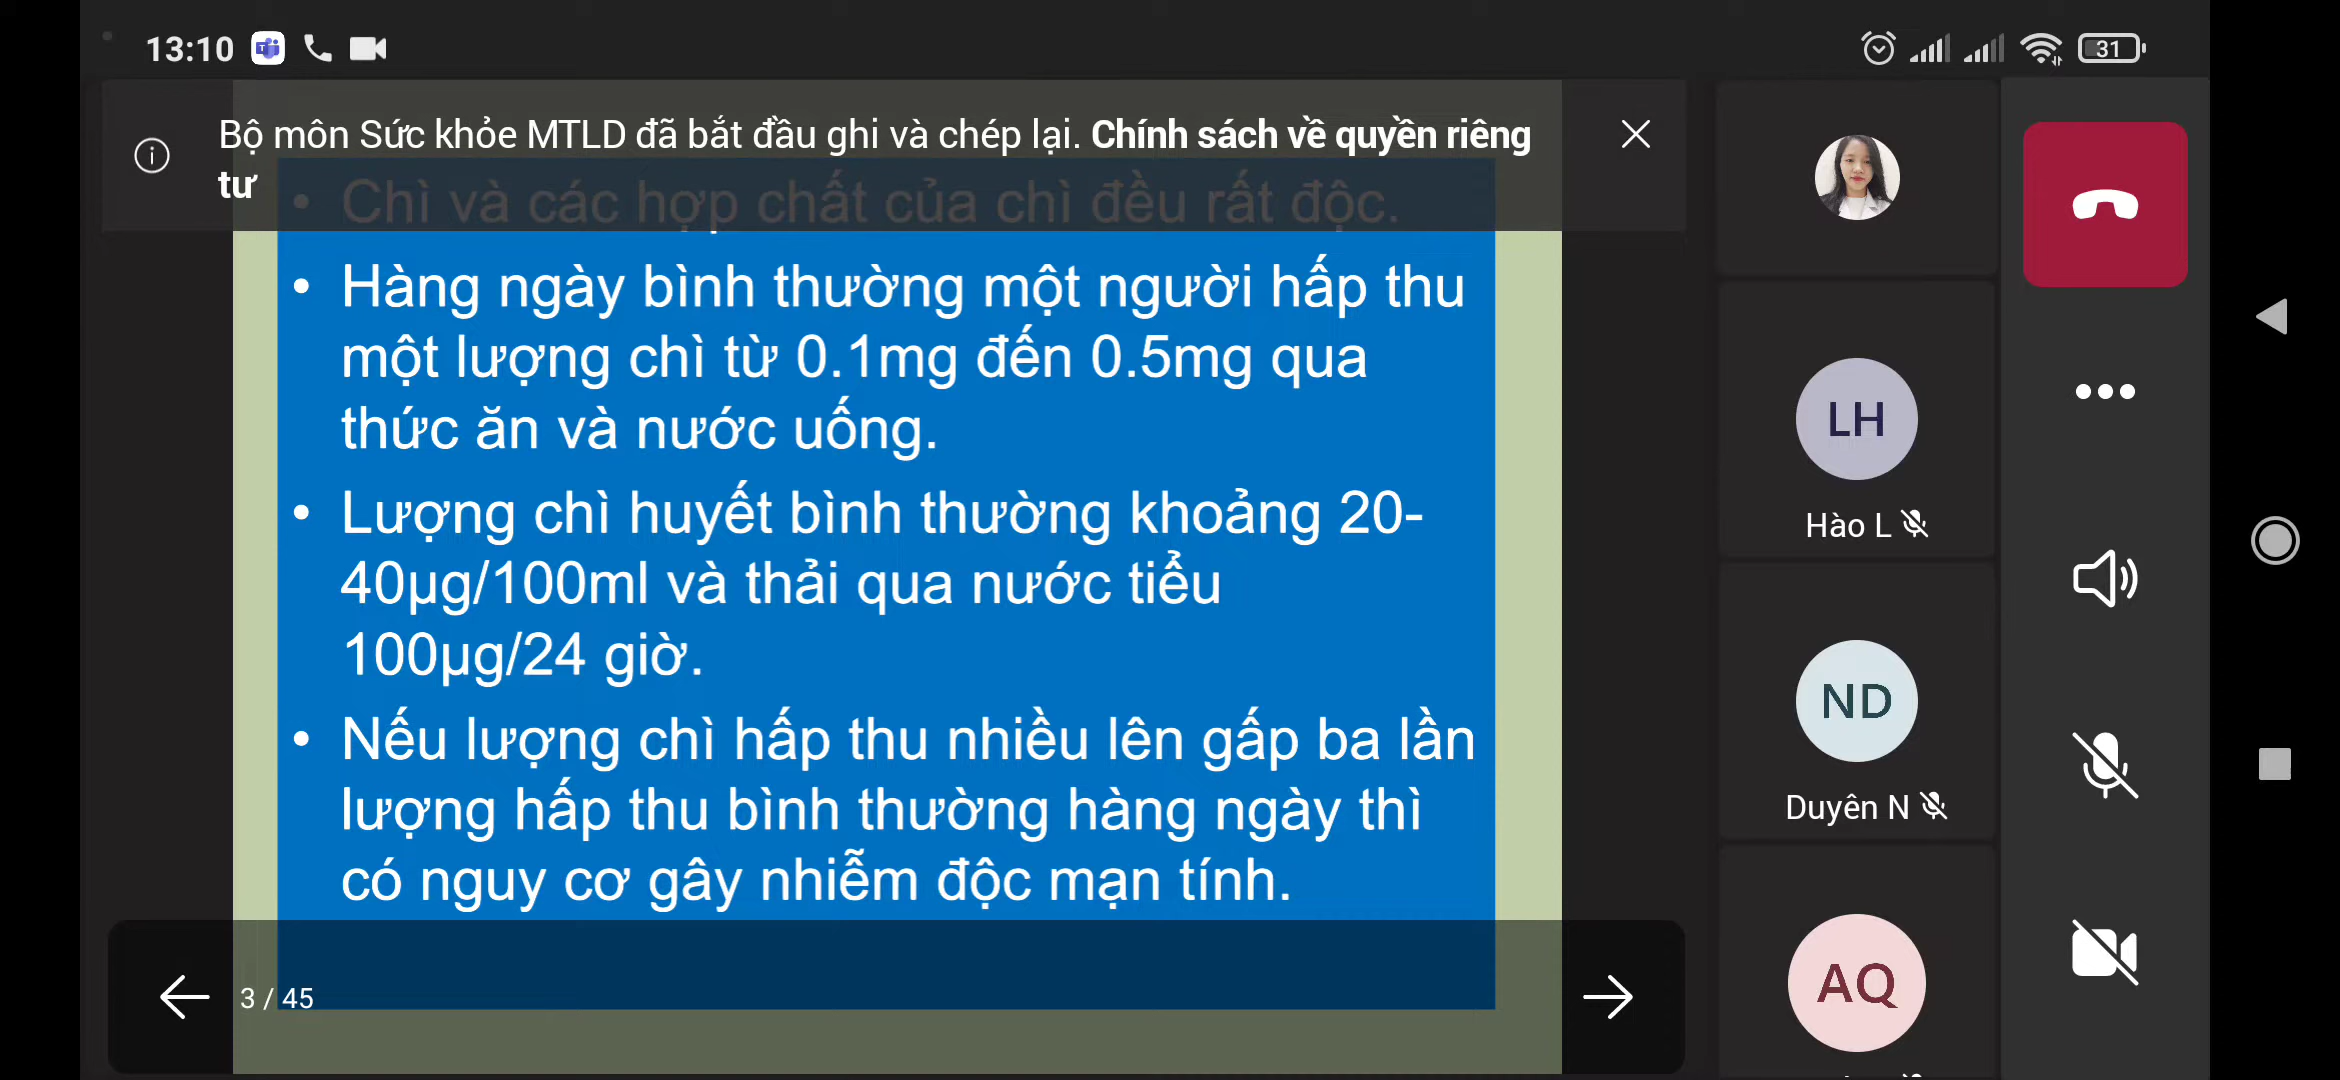 13:10
31
Bộ môn Sức khỏe MTLD đã bắt đầu ghi và chép lại. Chính sách về quyền riêng
tư
• Chì và các hợp chất của chì đều rất độc.
• Hàng ngày bình thường một người hấp thu
một lượng chì từ 0.1mg đến 0.5mg qua
thức ăn và nước uống.
• Lượng chì huyết bình thường khoảng 20-
40µg/100ml và thải qua nước tiểu
100µg/24 giờ.
• Nếu lượng chì hấp thu nhiều lên gấp ba lần
lượng hấp thu bình thường hàng ngày thì
có nguy cơ gây nhiễm độc mạn tính.
3 / 45
LH
Hào L
ND
Duyên N
AQ